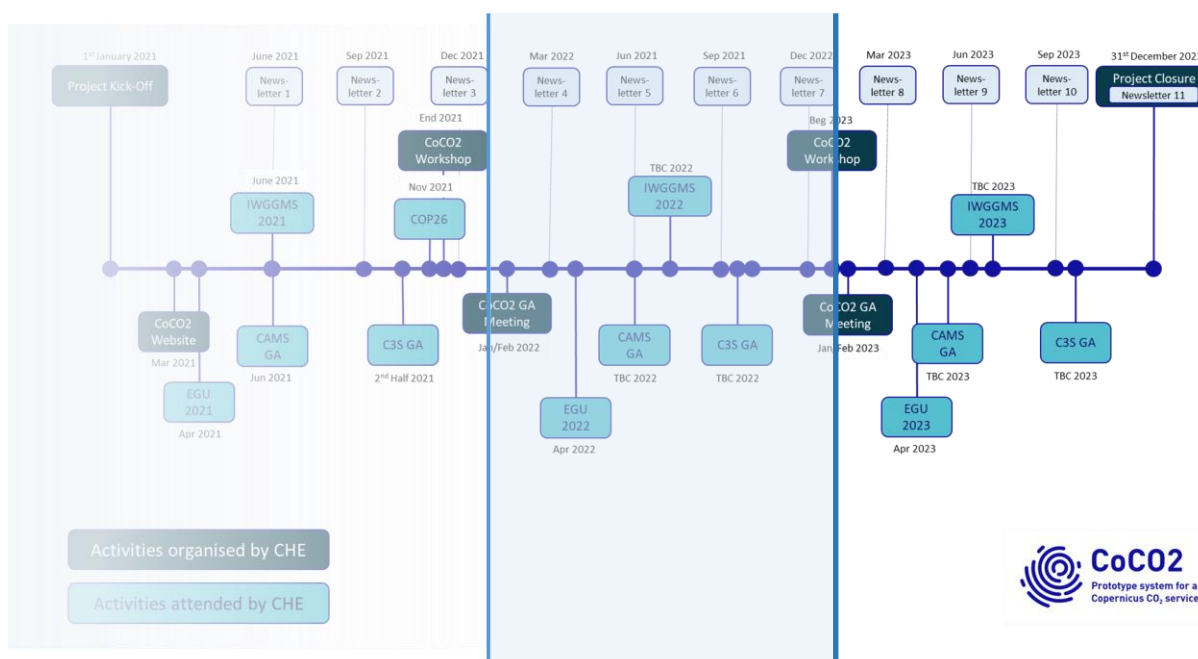 1st January 2021
June 2021
Sep 2021
Dec 2021
Mar 2022
Jun 2021
Sep 2021
Dec 2022
Mar 2023
Jun 2023
Sep 2023
31st December 2023
Project Kick-Off
News-
letter 1
News-
letter 2
News-
letter 3
News-
letter 4
News-
letter 5
News-
letter 6
News-
letter 7
News-
letter 8
News-
letter 9
News-
letter 10
Project Closure
Newsletter 11
End 2021
CoCO2
Workshop
Beg 2023
CoCO2
Workshop
June 2021
IWGGMS
2021
Nov 2021
COP26
TBC 2022
IWGGMS
2022
TBC 2023
IWGGMS
2023
CoCO2
Website
Mar 2021
EGU
2021
Apr 2021
CAMS
GA
Jun 2021
C3S GA
2nd Half 2021
CoCO2 GA
Meeting
Jan/Feb 2022
EGU
2022
Apr 2022
CAMS
GA
TBC 2022
C3S GA
TBC 2022
CoCO2 GA
Meeting
Jan/Feb 2023
EGU
2023
Apr 2023
CAMS
GA
TBC 2023
C3S GA
TBC 2023
Activities organised by CHE
Activities attended by CHE
CoCO2
Prototype system for a
Copernicus CO₂ service